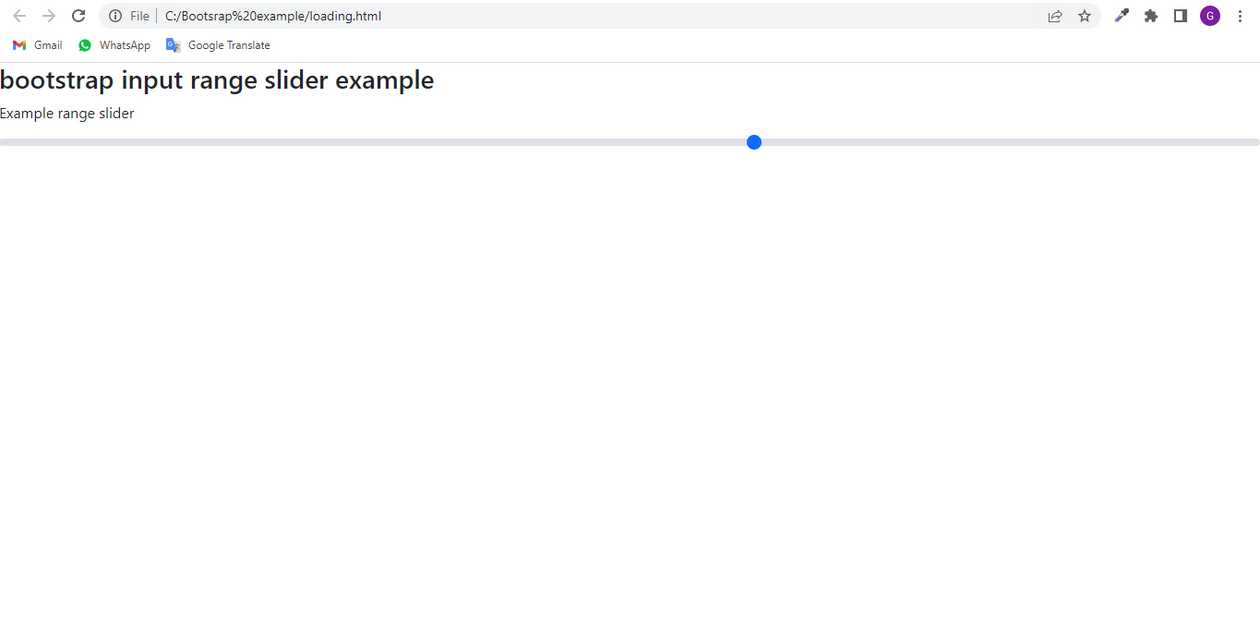 File C:/Bootsrap%20example/loading.html G
Gmail WhatsApp Google Translate
bootstrap input range slider example
Example range slider